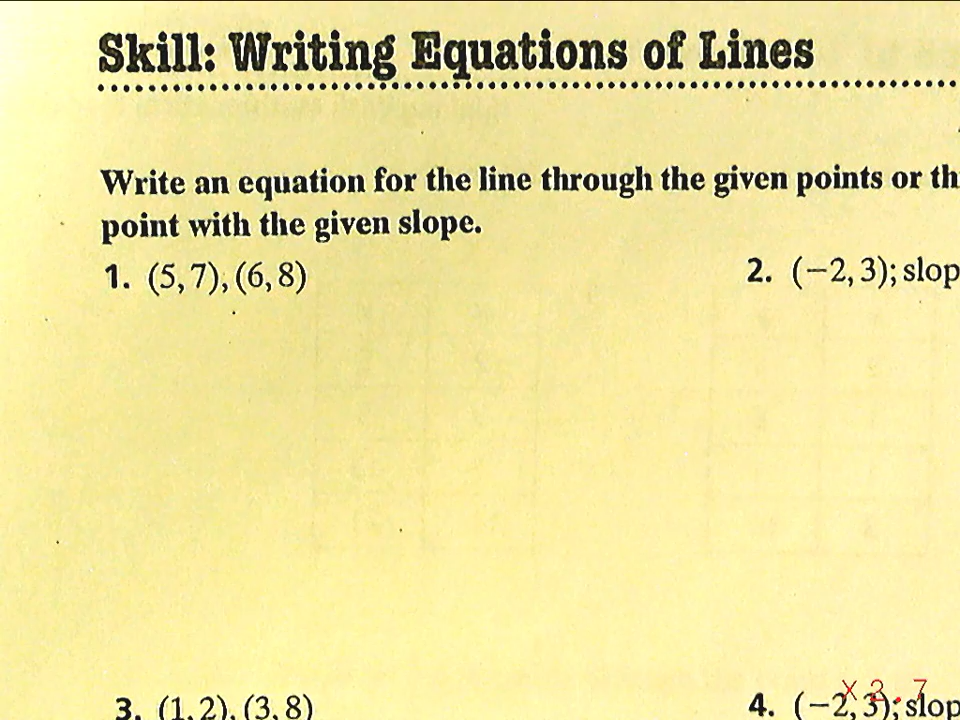 Skill: Writing Equations of Lines
Write an equation for the line through the given points or th
point with the given slope.
1. (5, 7), (6, 8)
2. (−2, 3); slop
3. (1, 2), (3, 8)
4. (−2, 3); slop
X 2.7